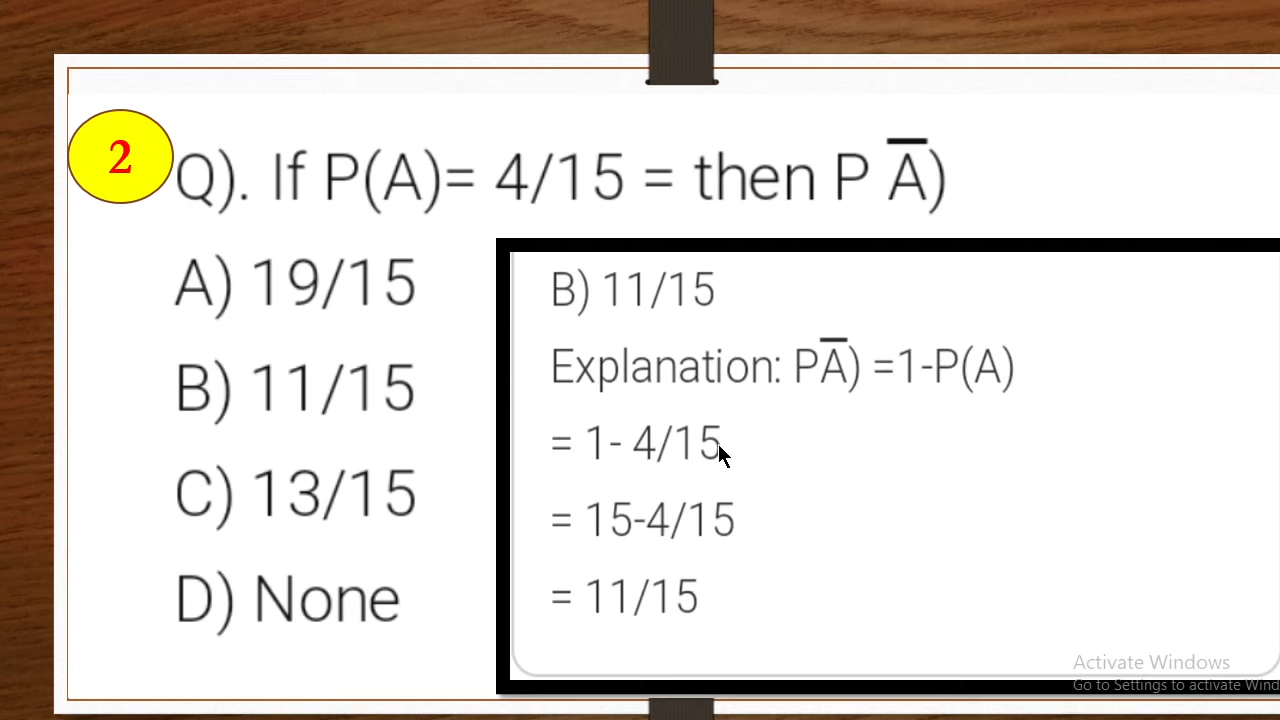 2
Q). If P(A)= 4/15 = then P A̅)
A) 19/15
B) 11/15
C) 13/15
D) None
B) 11/15
Explanation: PA̅) =1-P(A)
= 1- 4/15
= 15-4/15
= 11/15
Activate Windows
Go to Settings to activate Wind